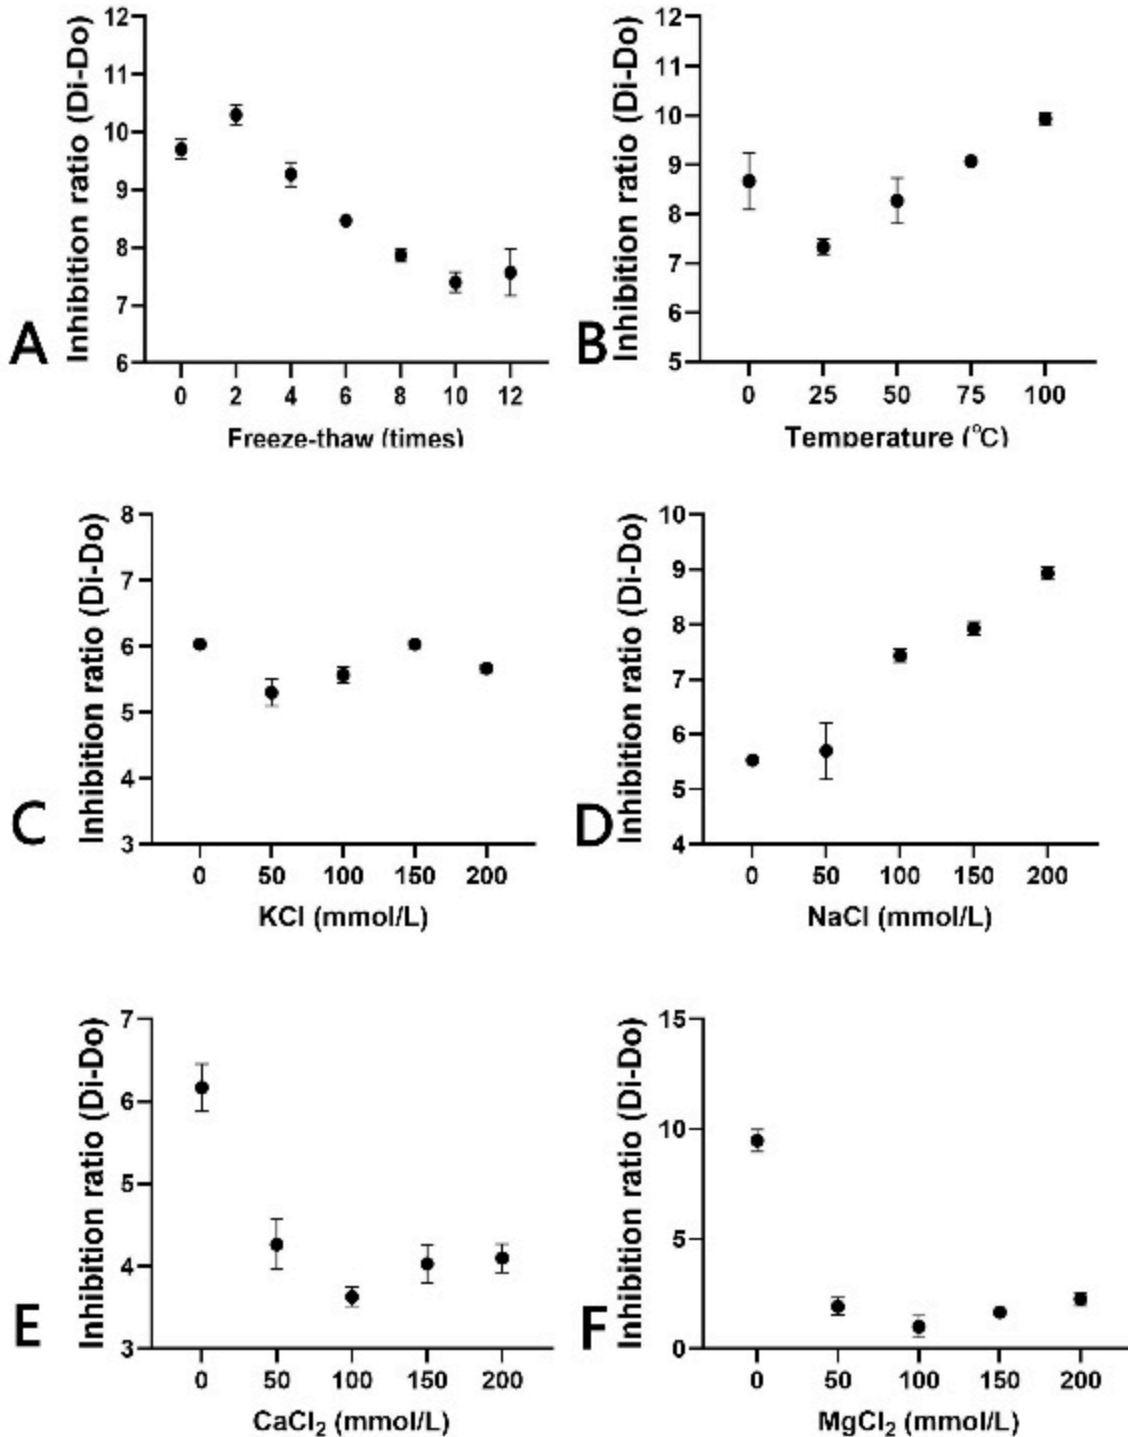 Inhibition ratio (Di-Do)
12
11
10
9
8
7
6
0 2 4 6 8 10 12
Freeze-thaw (times)
A
Inhibition ratio (Di-Do)
12
11
10
9
8
7
6
5
0 25 50 75 100
Temperature (°C)
B
Inhibition ratio (Di-Do)
8
7
6
5
4
3
0 50 100 150 200
KCl (mmol/L)
C
Inhibition ratio (Di-Do)
10
9
8
7
6
5
4
0 50 100 150 200
NaCl (mmol/L)
D
Inhibition ratio (Di-Do)
7
6
5
4
3
0 50 100 150 200
CaCl₂ (mmol/L)
E
Inhibition ratio (Di-Do)
15
10
5
0
0 50 100 150 200
MgCl₂ (mmol/L)
F